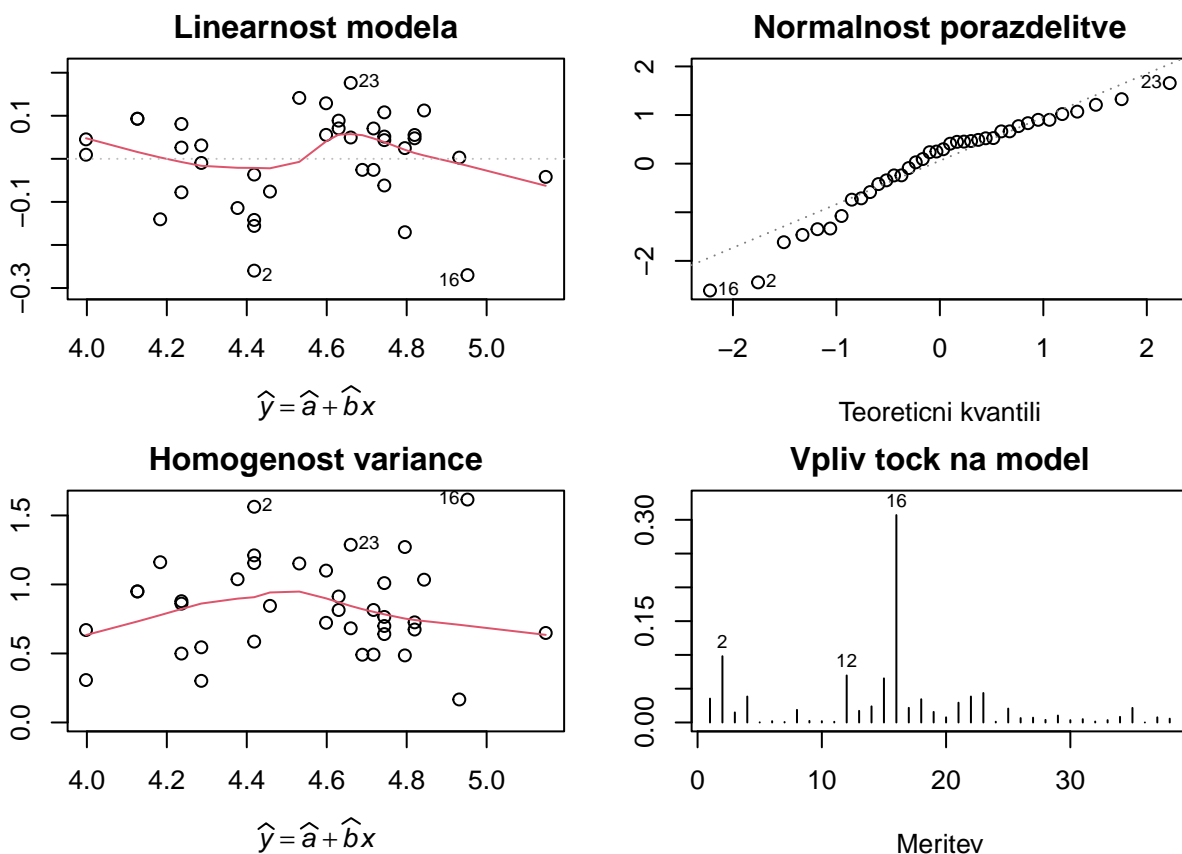 Linearnost modela
0.1
−0.1
−0.3
23
2
16
4.0 4.2 4.4 4.6 4.8 5.0
ŷ = â + b̂x
Normalnost porazdelitve
2
1
0
−2
23
16
2
−2 −1 0 1 2
Teoreticni kvantili
Homogenost variance
1.5
1.0
0.5
0.0
2
23
16
4.0 4.2 4.4 4.6 4.8 5.0
ŷ = â + b̂x
Vpliv tock na model
0.30
0.15
0.00
2
12
16
0 10 20 30
Meritev